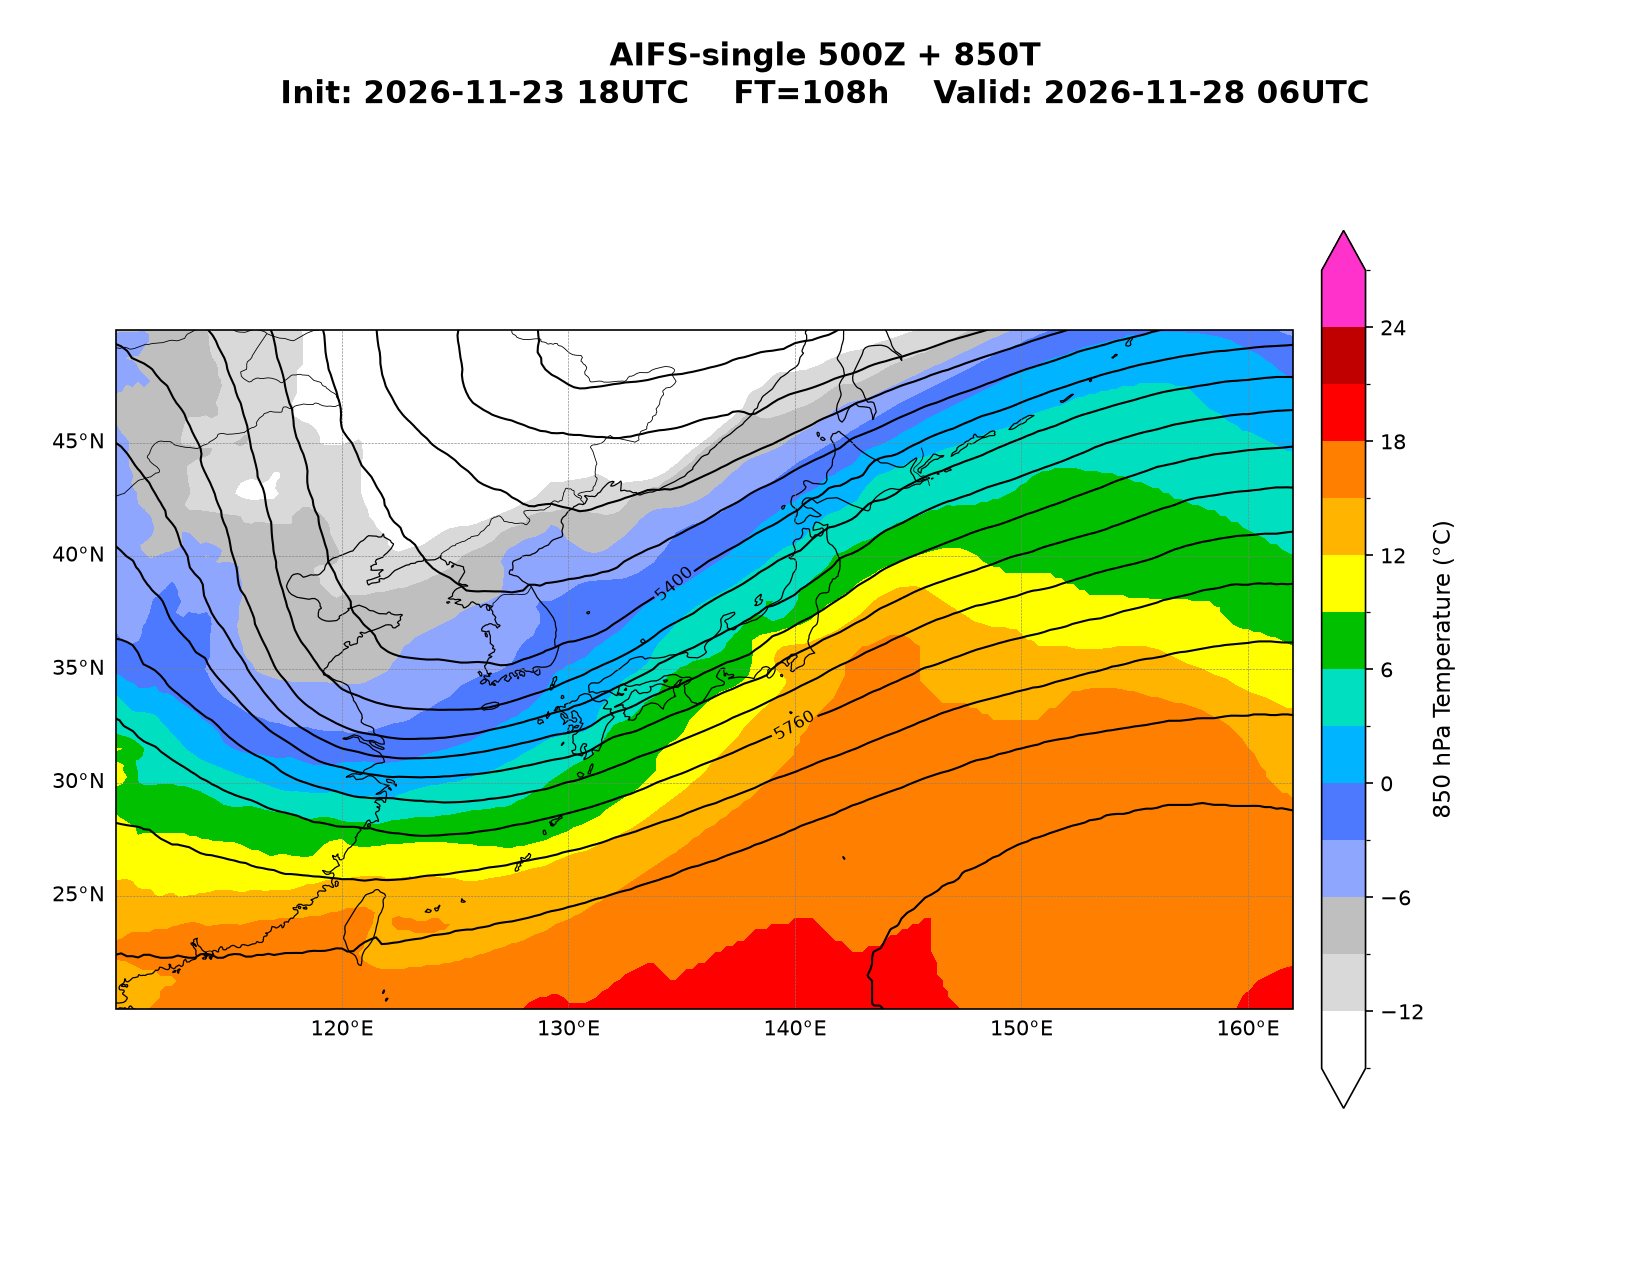 AIFS-single 500Z + 850T
Init: 2026-11-23 18UTC    FT=108h    Valid: 2026-11-28 06UTC
24
18
12
6
0
−6
−12
850 hPa Temperature (°C)
45°N
40°N
35°N
30°N
25°N
5400
5760
120°E
130°E
140°E
150°E
160°E